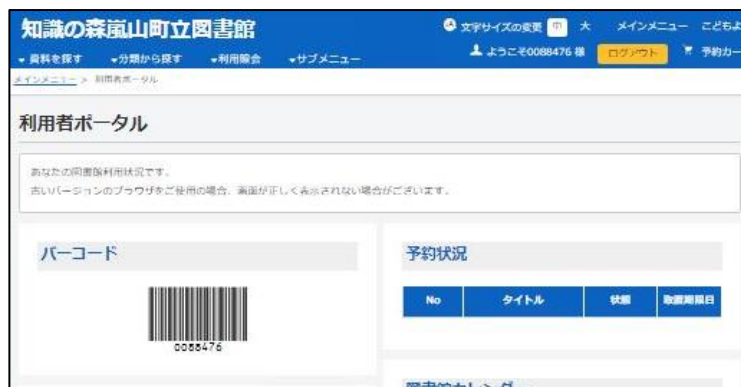 知識の森嵐山町立図書館
文字サイズの変更 中 大 メインメニュー こどもよ
ようこそ0088476 様 ログアウト 予約カー
資料を探す 分類から探す 利用照会 サブメニュー
メインメニュー > 利用者ポータル
利用者ポータル
あなたの図書館利用状況です。
古いバージョンのブラウザをご使用の場合、画面が正しく表示されない場合がございます。
バーコード
0088476
予約状況
No タイトル 状態 取置期限日
図書館カレンダー